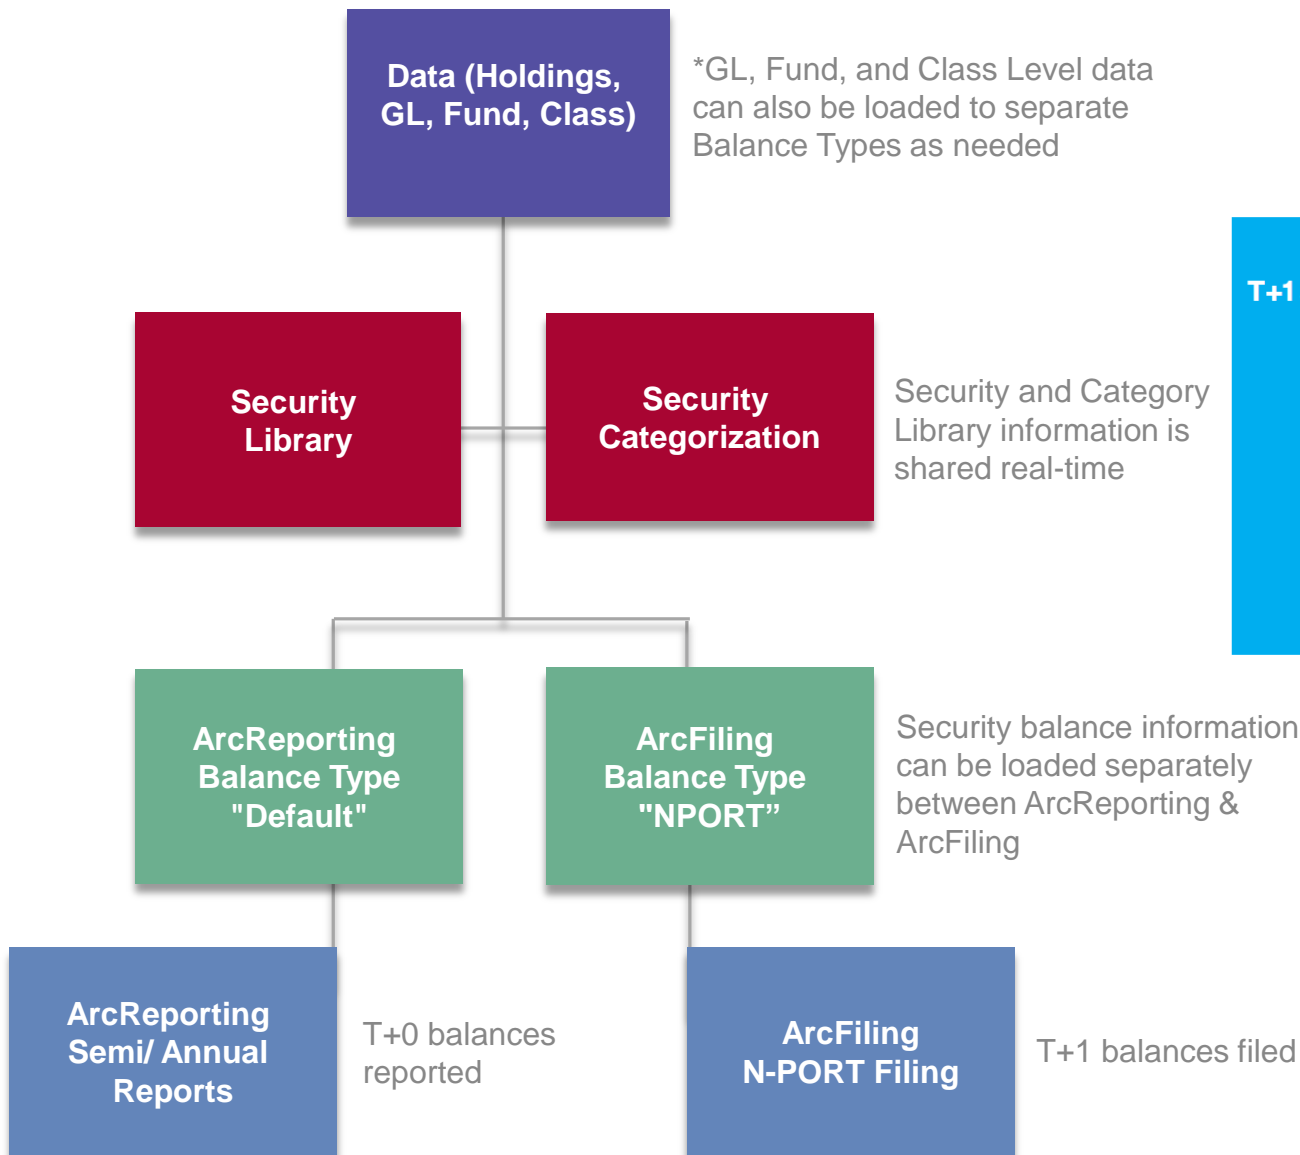 Data (Holdings,
GL, Fund, Class)
*GL, Fund, and Class Level data
can also be loaded to separate
Balance Types as needed
T+1
Security
Library
Security
Categorization
Security and Category
Library information is
shared real-time
ArcReporting
Balance Type
"Default"
ArcFiling
Balance Type
"NPORT”
Security balance information
can be loaded separately
between ArcReporting &
ArcFiling
ArcReporting
Semi/ Annual
Reports
T+0 balances
reported
ArcFiling
N-PORT Filing
T+1 balances filed